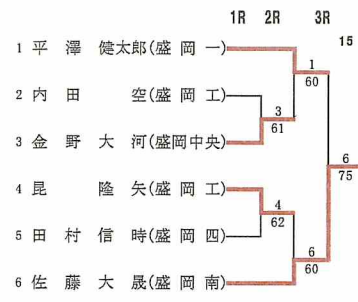 1R 2R 3R
15
1 平澤健太郎(盛岡一)
1
60
2 内田空(盛岡工)
3
61
3 金野大河(盛岡中央)
6
75
4 昆隆矢(盛岡工)
4
62
5 田村信時(盛岡四)
6
60
6 佐藤大晟(盛岡南)